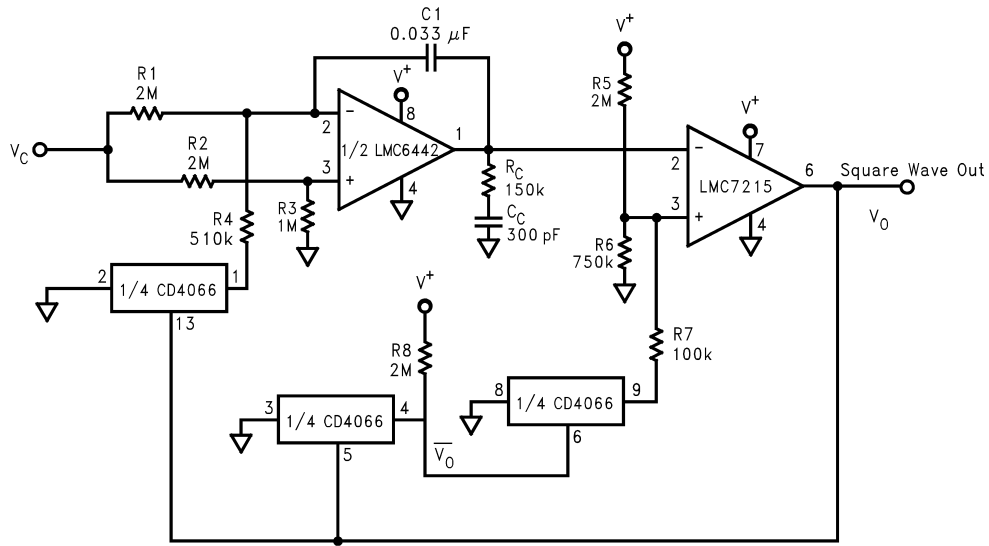 C1
0.033 μF
V+
R1
2M
V+
R5
2M
V+
2
-
8
1
7
VC
R2
2M
1/2 LMC6442
-
2
6
Square Wave Out
3
+
4
RC
150k
LMC7215
VO
R4
510k
R3
1M
CC
300 pF
3
+
4
R6
750k
2
1/4 CD4066
1
V+
13
R8
2M
R7
100k
3
1/4 CD4066
4
8
1/4 CD4066
9
5
VO
6